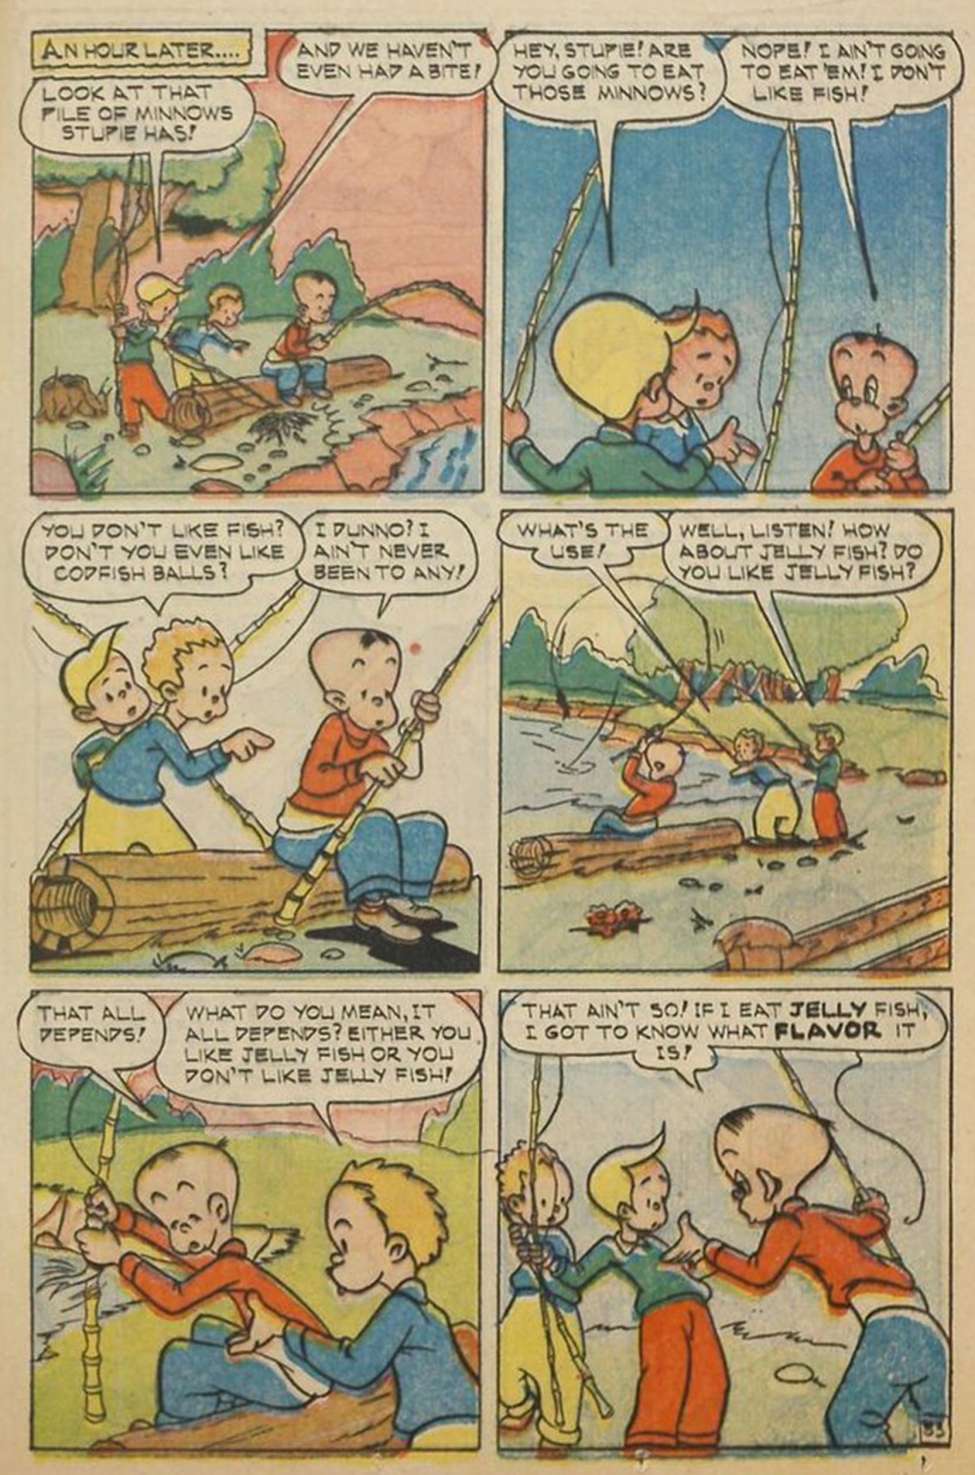 AN HOUR LATER....
LOOK AT THAT
PILE OF MINNOWS
STUPIE HAS!
AND WE HAVEN'T
EVEN HAD A BITE!
HEY, STUPIE! ARE
YOU GOING TO EAT
THOSE MINNOWS?
NOPE! I AIN'T GOING
TO EAT 'EM! I DON'T
LIKE FISH!
YOU DON'T LIKE FISH?
DON'T YOU EVEN LIKE
CODFISH BALLS?
I DUNNO? I
AIN'T NEVER
BEEN TO ANY!
WHAT'S THE
USE!
WELL, LISTEN! HOW
ABOUT JELLY FISH? DO
YOU LIKE JELLY FISH?
THAT ALL
DEPENDS!
WHAT DO YOU MEAN, IT
ALL DEPENDS? EITHER YOU
LIKE JELLY FISH OR YOU
DON'T LIKE JELLY FISH!
THAT AIN'T SO! IF I EAT JELLY FISH,
I GOT TO KNOW WHAT FLAVOR IT
IS!